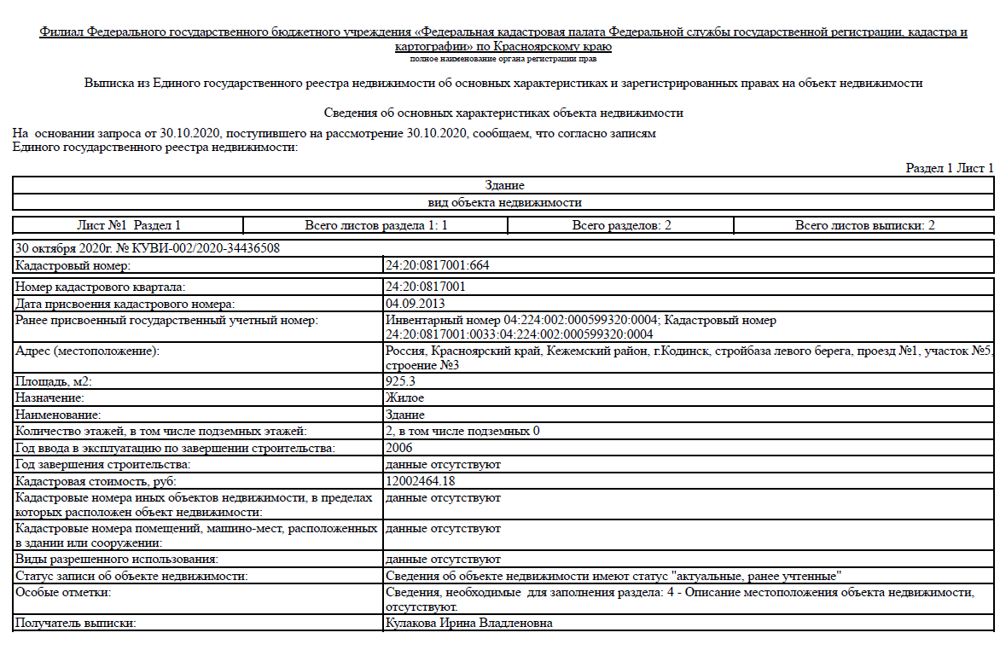 Филиал Федерального государственного бюджетного учреждения «Федеральная кадастровая палата Федеральной службы государственной регистрации, кадастра и
картографии» по Красноярскому краю
полное наименование органа регистрации прав
Выписка из Единого государственного реестра недвижимости об основных характеристиках и зарегистрированных правах на объект недвижимости
Сведения об основных характеристиках объекта недвижимости
На основании запроса от 30.10.2020, поступившего на рассмотрение 30.10.2020, сообщаем, что согласно записям
Единого государственного реестра недвижимости:
Раздел 1 Лист 1
Здание
вид объекта недвижимости
Лист №1 Раздел 1 Всего листов раздела 1: 1 Всего разделов: 2 Всего листов выписки: 2
30 октября 2020г. № КУВИ-002/2020-34436508
Кадастровый номер: 24:20:0817001:664
Номер кадастрового квартала: 24:20:0817001
Дата присвоения кадастрового номера: 04.09.2013
Ранее присвоенный государственный учетный номер: Инвентарный номер 04:224:002:000599320:0004; Кадастровый номер
24:20:0817001:0033:04:224:002:000599320:0004
Адрес (местоположение): Россия, Красноярский край, Кежемский район, г.Кодинск, стройбаза левого берега, проезд №1, участок №5,
строение №3
Площадь, м2: 925.3
Назначение: Жилое
Наименование: Здание
Количество этажей, в том числе подземных этажей: 2, в том числе подземных 0
Год ввода в эксплуатацию по завершении строительства: 2006
Год завершения строительства: данные отсутствуют
Кадастровая стоимость, руб: 12002464.18
Кадастровые номера иных объектов недвижимости, в пределах данные отсутствуют
которых расположен объект недвижимости:
Кадастровые номера помещений, машино-мест, расположенных данные отсутствуют
в здании или сооружении:
Виды разрешенного использования: данные отсутствуют
Статус записи об объекте недвижимости: Сведения об объекте недвижимости имеют статус "актуальные, ранее учтенные"
Особые отметки: Сведения, необходимые для заполнения раздела: 4 - Описание местоположения объекта недвижимости,
отсутствуют.
Получатель выписки: Кулакова Ирина Владленовна